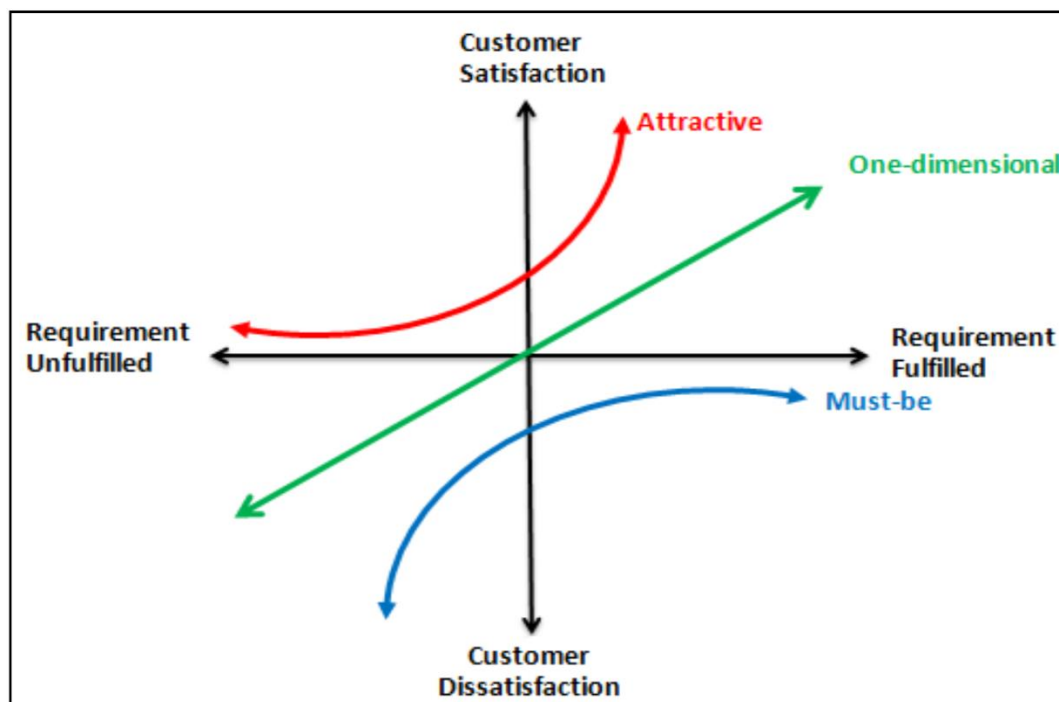 Customer
Satisfaction
Attractive
One-dimensional
Requirement
Unfulfilled
Requirement
Fulfilled
Must-be
Customer
Dissatisfaction